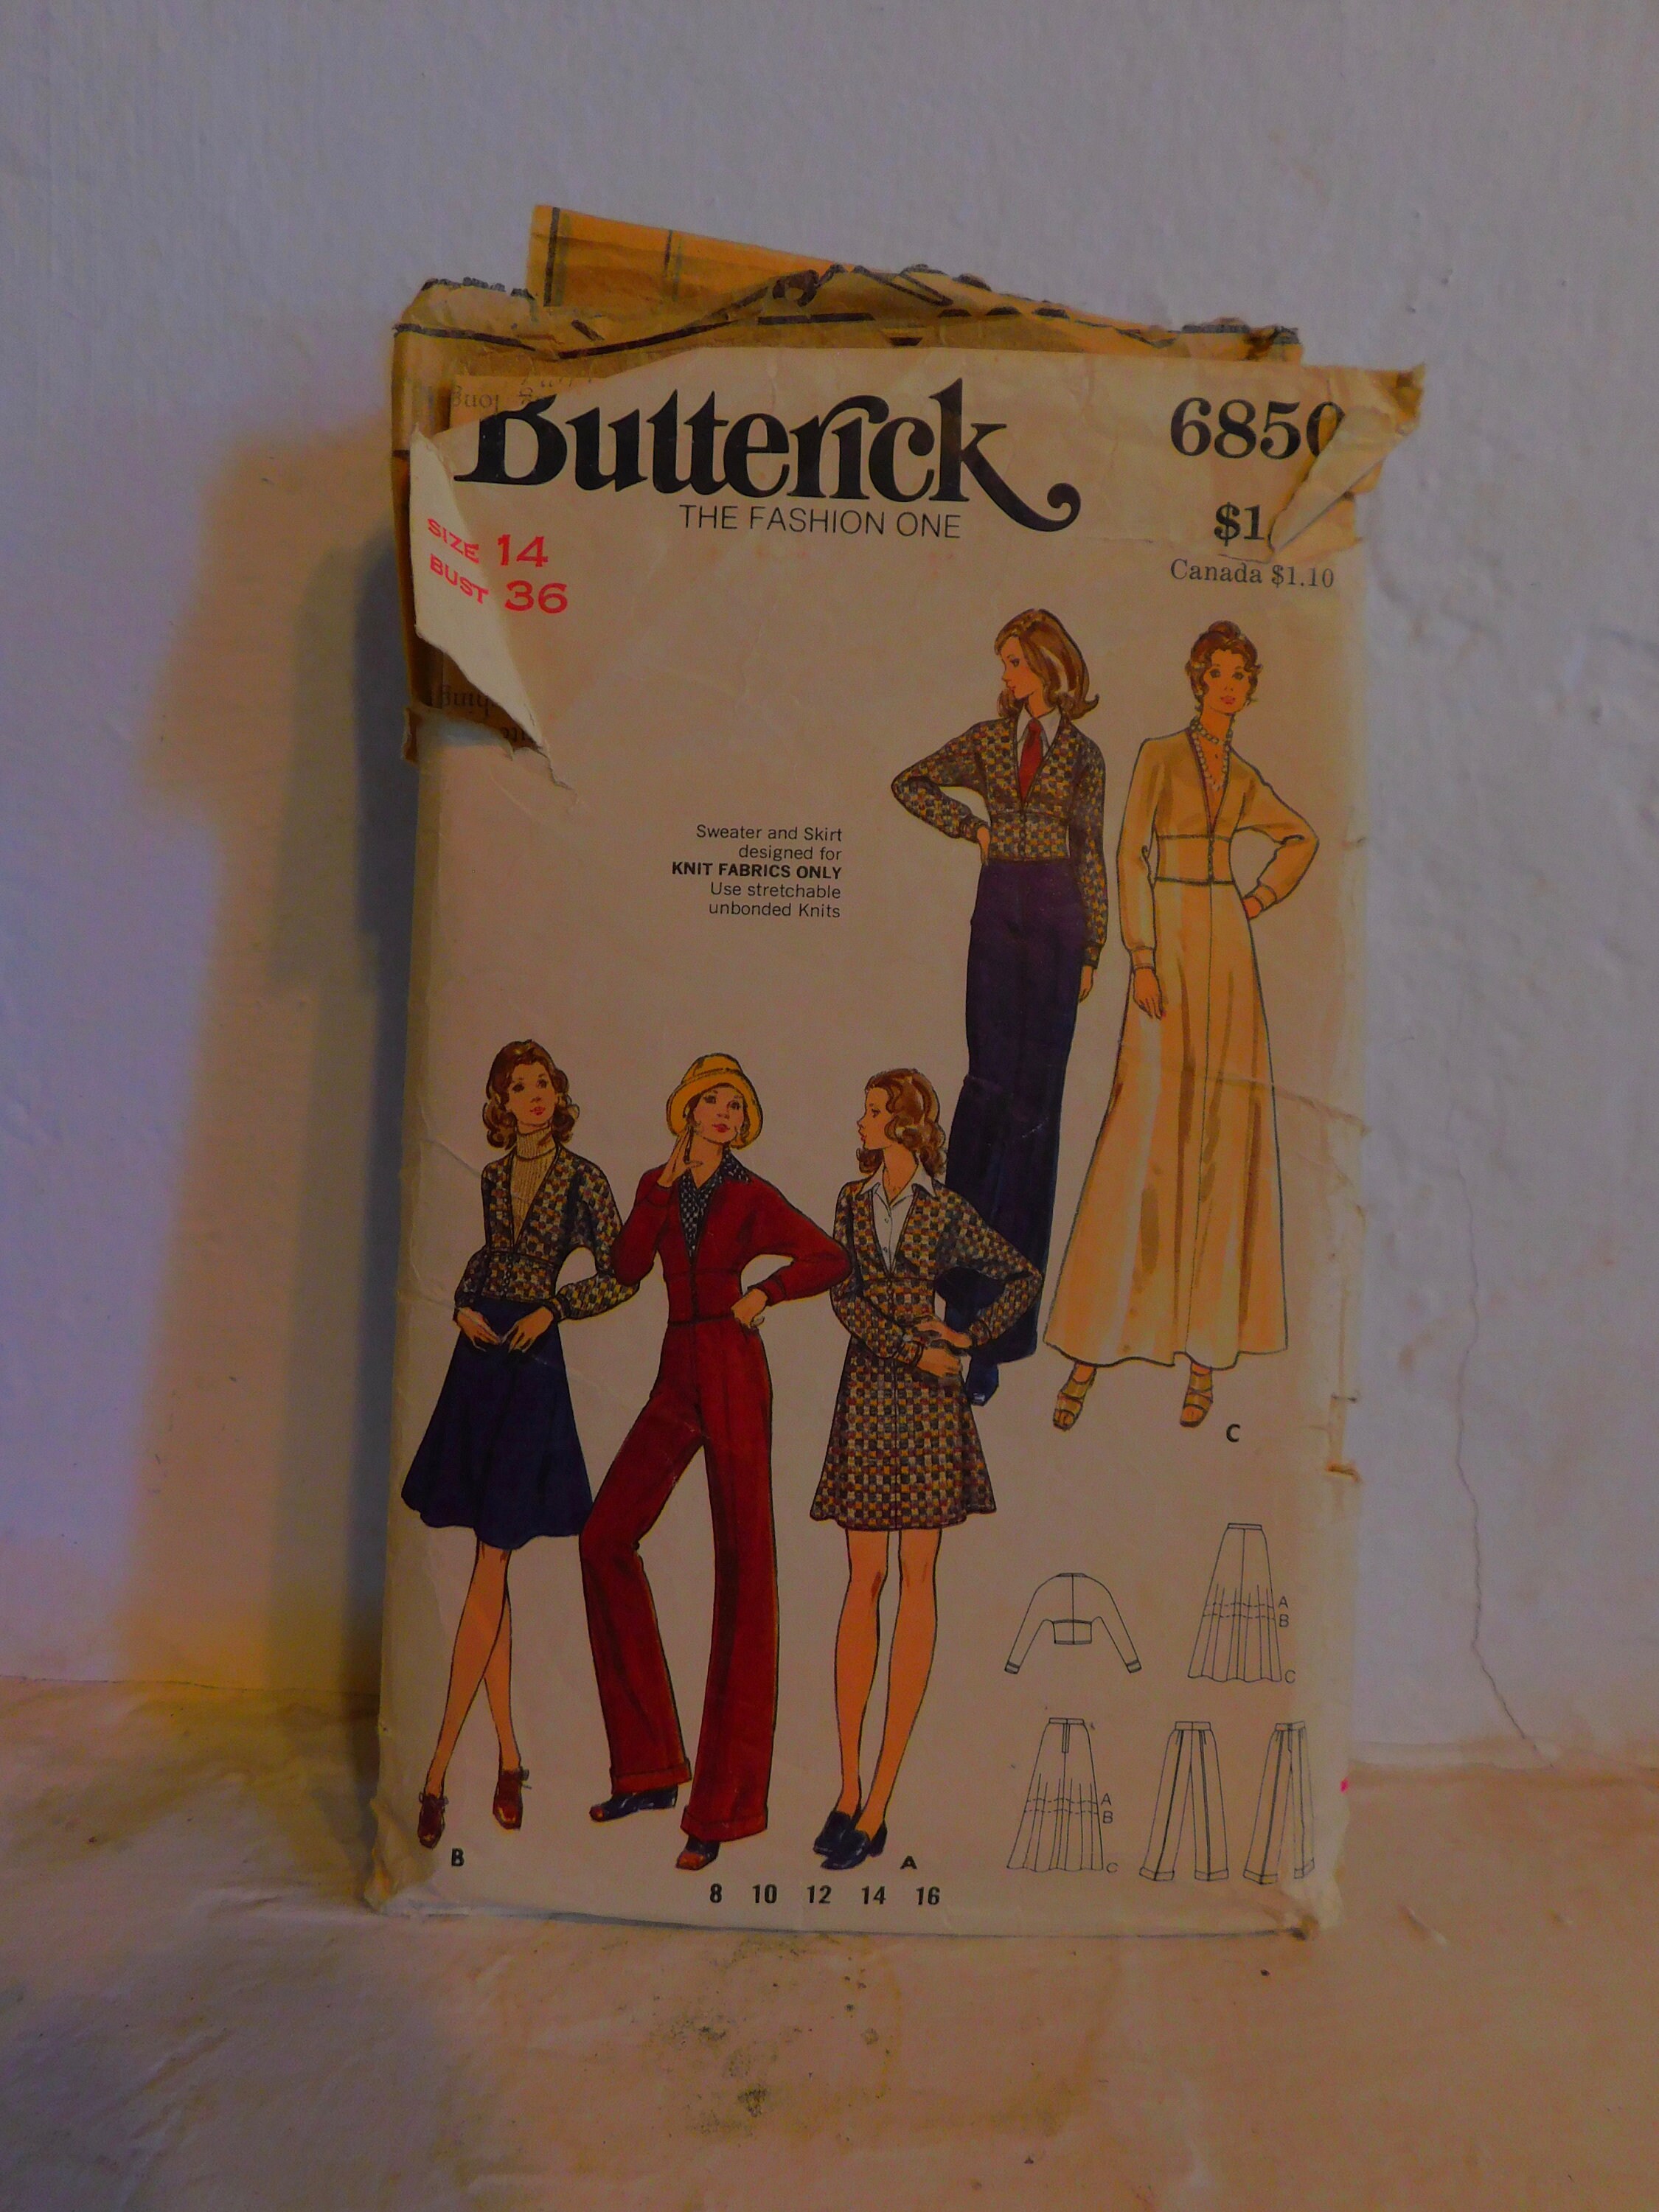 Butterick
THE FASHION ONE
6850
$1
Canada $1.10
SIZE 14
BUST 36
Sweater and Skirt
designed for
KNIT FABRICS ONLY
Use stretchable
unbonded Knits
C
A
B
C
A
B
C
B
A
8 10 12 14 16